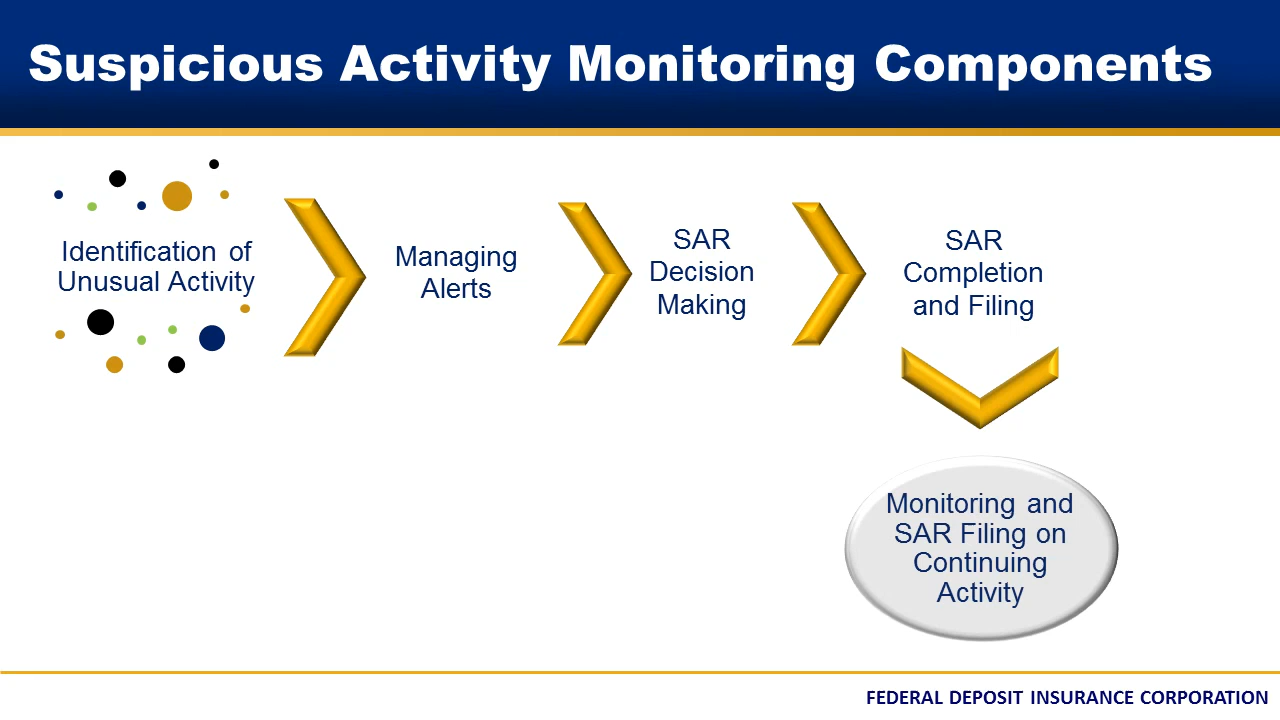 Suspicious Activity Monitoring Components
Identification of
Unusual Activity
Managing
Alerts
SAR
Decision
Making
SAR
Completion
and Filing
Monitoring and
SAR Filing on
Continuing
Activity
FEDERAL DEPOSIT INSURANCE CORPORATION